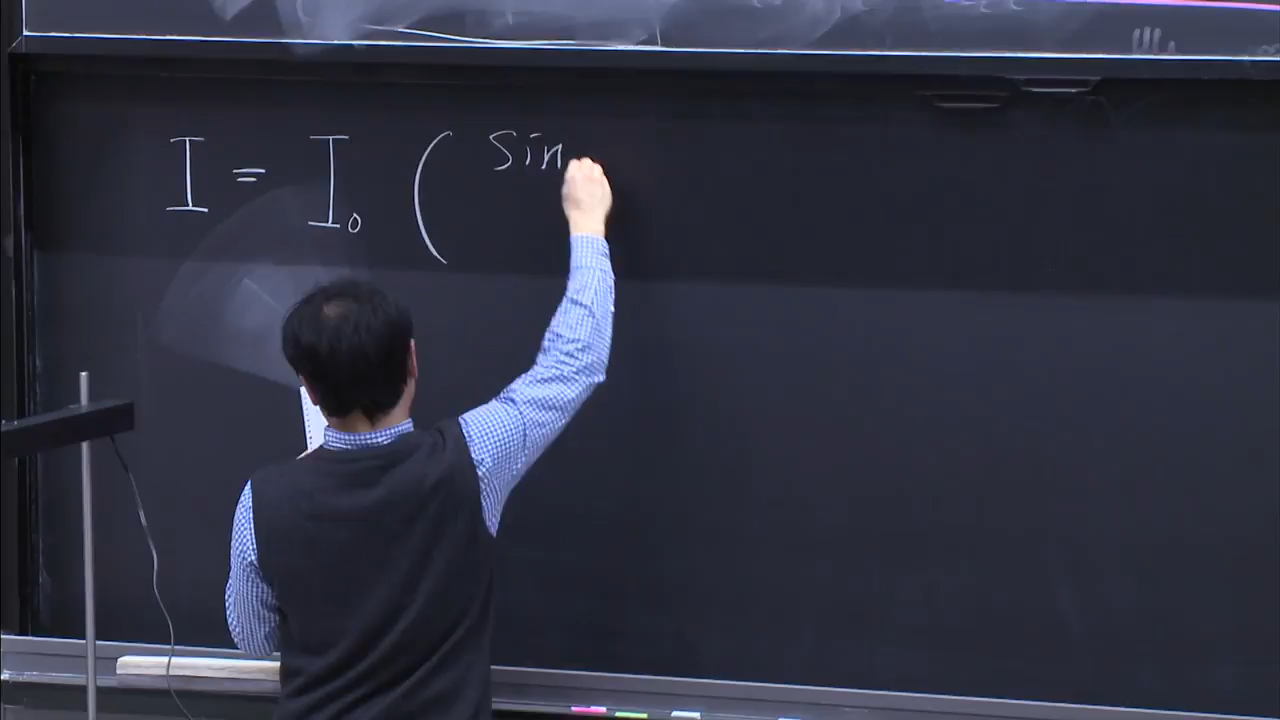 I = I₀ ( sin